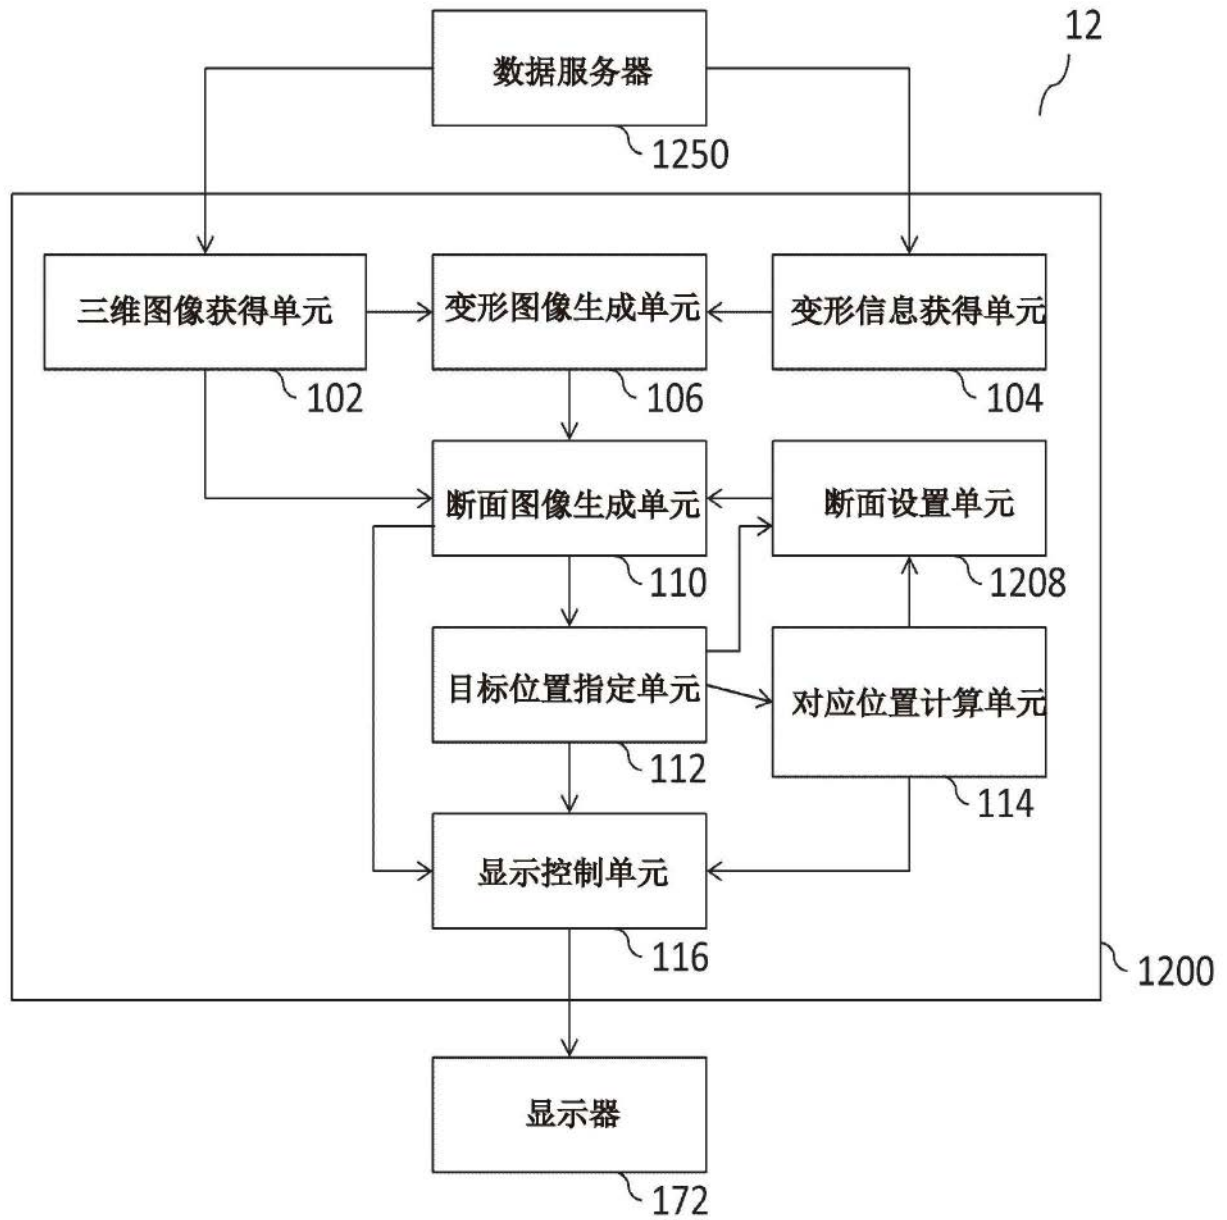 12
数据服务器
1250
三维图像获得单元
变形图像生成单元
变形信息获得单元
102
106
104
断面图像生成单元
断面设置单元
110
1208
目标位置指定单元
对应位置计算单元
112
114
显示控制单元
116
1200
显示器
172